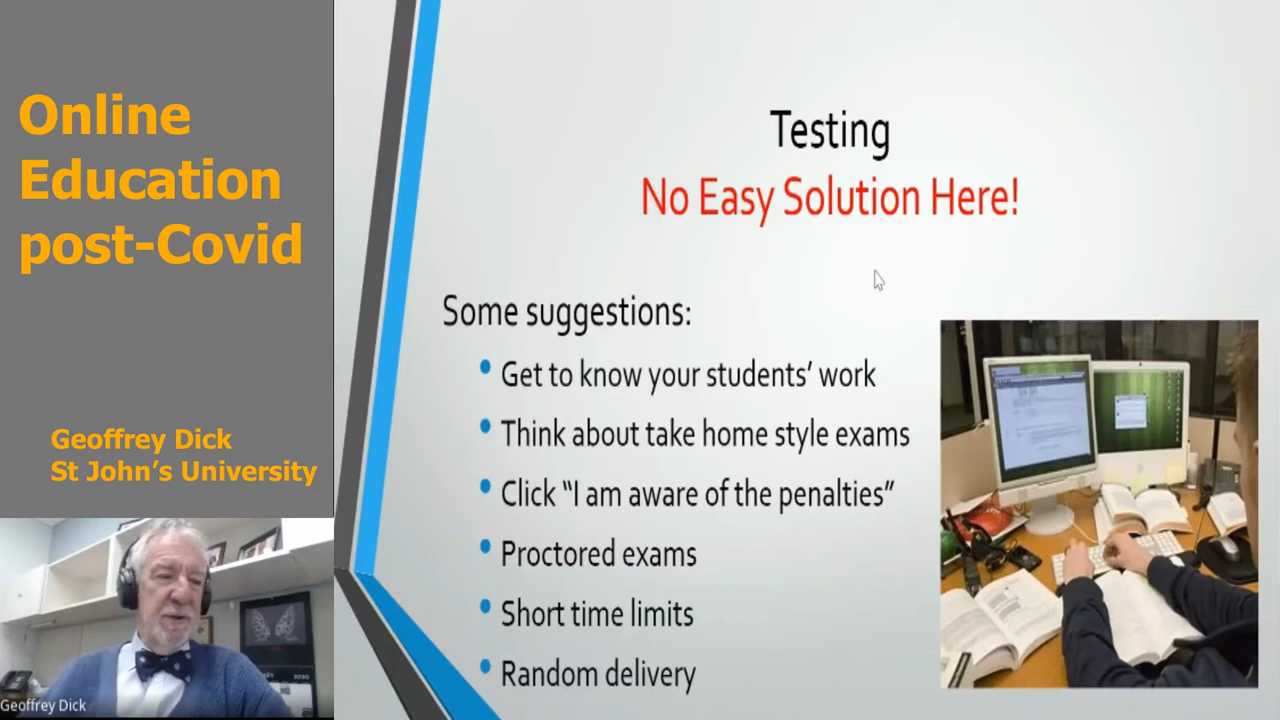 Online
Education
post-Covid
Geoffrey Dick
St John's University
Geoffrey Dick
Testing
No Easy Solution Here!
Some suggestions:
• Get to know your students' work
• Think about take home style exams
• Click “I am aware of the penalties”
• Proctored exams
• Short time limits
• Random delivery